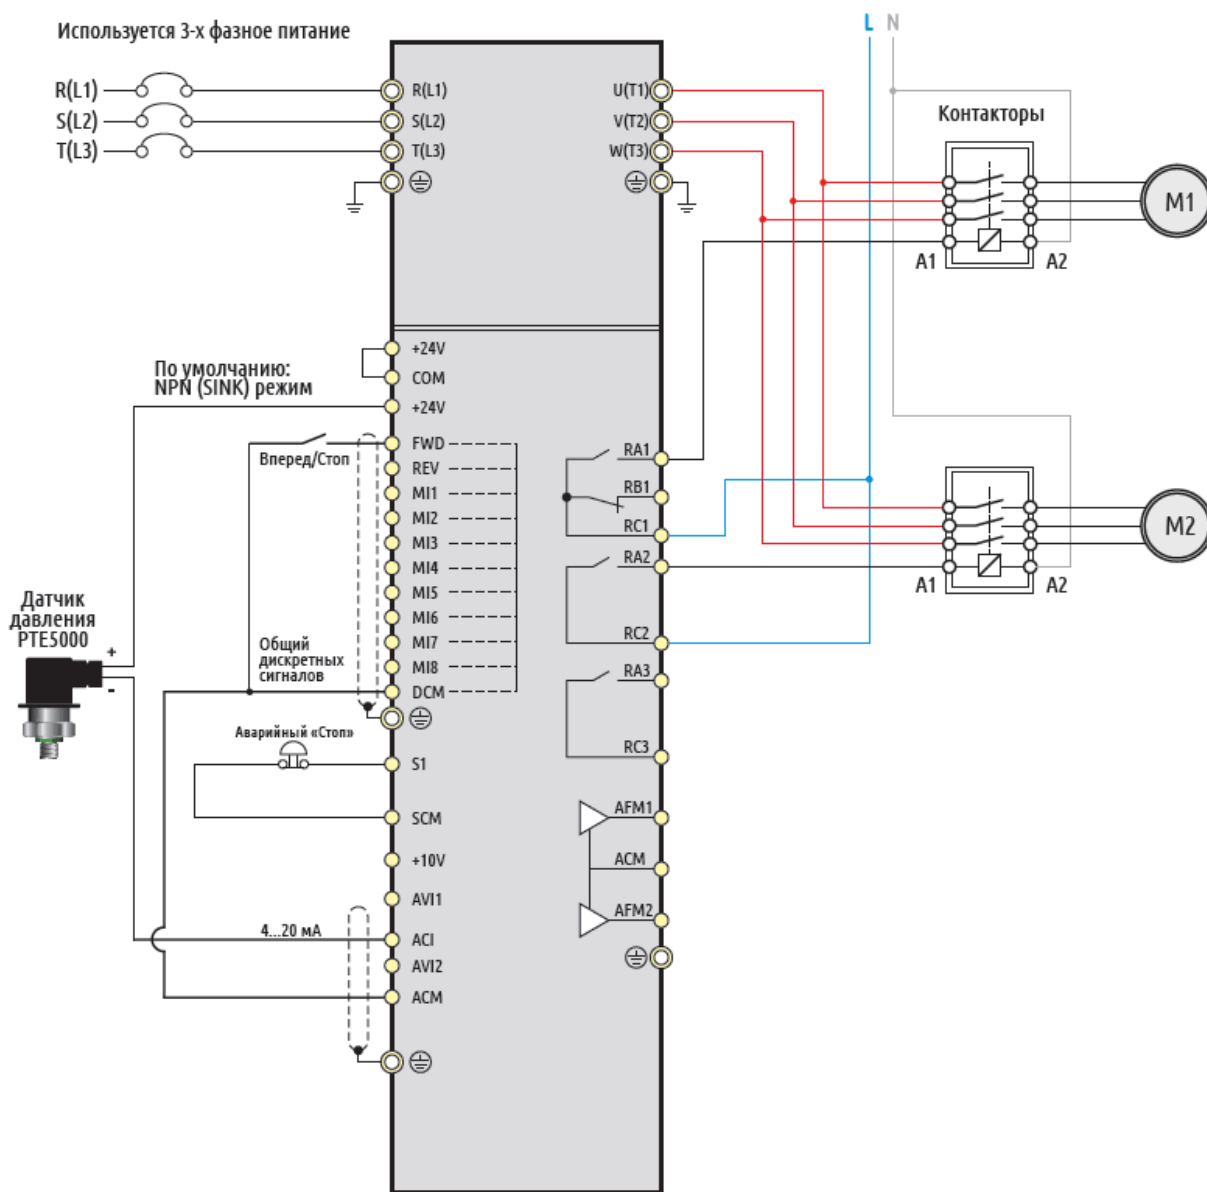 Используется 3-х фазное питание
L N
R(L1)
S(L2)
T(L3)
R(L1)
S(L2)
T(L3)
U(T1)
V(T2)
W(T3)
Контакторы
M1
A1
A2
По умолчанию:
NPN (SINK) режим
+24V
COM
+24V
Вперед/Стоп
FWD
REV
MI1
MI2
MI3
MI4
MI5
MI6
MI7
MI8
DCM
RA1
RB1
RC1
RA2
RC2
RA3
RC3
M2
A1
A2
Датчик
давления
PTE5000
+
-
Общий
дискретных
сигналов
Аварийный «Стоп»
S1
SCM
+10V
AVI1
4...20 мА
ACI
AVI2
ACM
AFM1
ACM
AFM2